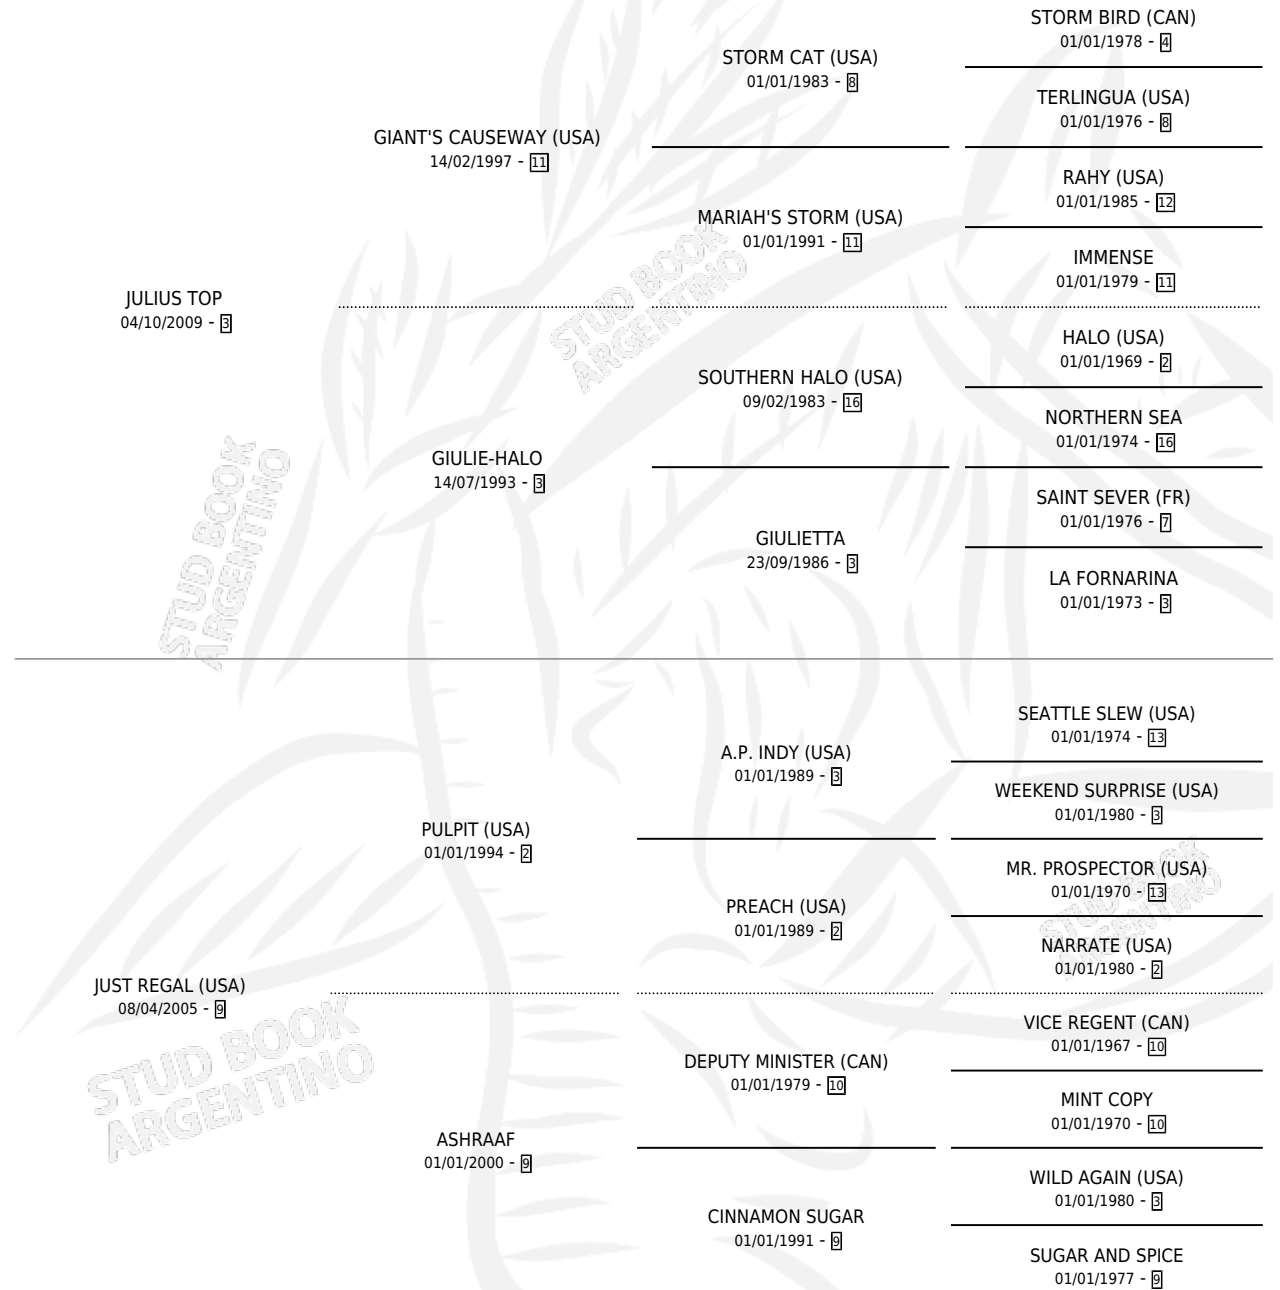 STORM BIRD (CAN)
01/01/1978 - 4
STORM CAT (USA)
01/01/1983 - 8
TERLINGUA (USA)
01/01/1976 - 8
GIANT'S CAUSEWAY (USA)
14/02/1997 - 11
RAHY (USA)
01/01/1985 - 12
MARIAH'S STORM (USA)
01/01/1991 - 11
IMMENSE
01/01/1979 - 11
JULIUS TOP
04/10/2009 - 3
HALO (USA)
01/01/1969 - 2
SOUTHERN HALO (USA)
09/02/1983 - 16
NORTHERN SEA
01/01/1974 - 16
GIULIE-HALO
14/07/1993 - 3
SAINT SEVER (FR)
01/01/1976 - 7
GIULIETTA
23/09/1986 - 3
LA FORNARINA
01/01/1973 - 3
STUD BOOK
ARGENTINO
STUD BOOK
ARGENTINO
SEATTLE SLEW (USA)
01/01/1974 - 13
A.P. INDY (USA)
01/01/1989 - 3
WEEKEND SURPRISE (USA)
01/01/1980 - 3
PULPIT (USA)
01/01/1994 - 2
MR. PROSPECTOR (USA)
01/01/1970 - 13
PREACH (USA)
01/01/1989 - 2
NARRATE (USA)
01/01/1980 - 2
JUST REGAL (USA)
08/04/2005 - 9
VICE REGENT (CAN)
01/01/1967 - 10
DEPUTY MINISTER (CAN)
01/01/1979 - 10
MINT COPY
01/01/1970 - 10
ASHRAAF
01/01/2000 - 9
WILD AGAIN (USA)
01/01/1980 - 3
CINNAMON SUGAR
01/01/1991 - 9
SUGAR AND SPICE
01/01/1977 - 9
STUD BOOK
ARGENTINO
STUD BOOK
ARGENTINO